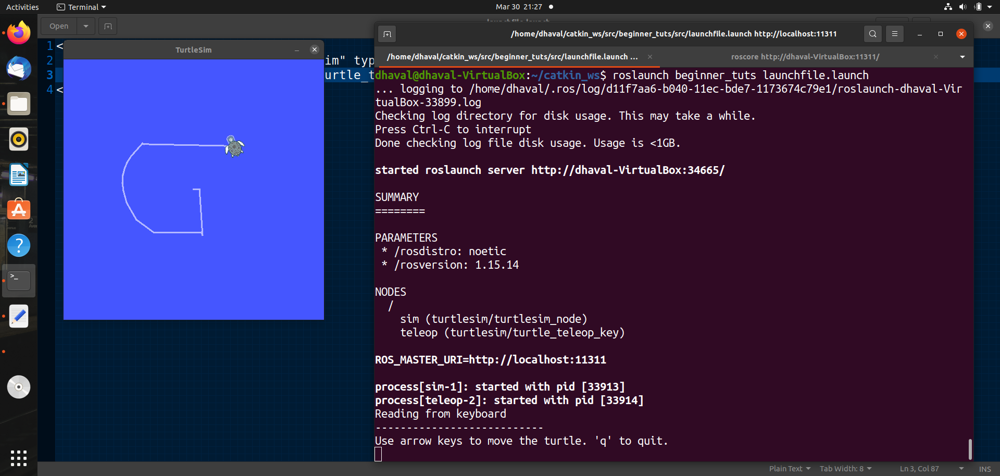 Activities
Terminal
Mar 30 21:27
Open
1 <
2 im" typ
3 urtle_t
4 <
TurtleSim
/home/dhaval/catkin_ws/src/beginner_tuts/src/launchfile.launch http://localhost:11311
/home/dhaval/catkin_ws/src/beginner_tuts/src/launchfile.launch ...
roscore http://dhaval-VirtualBox:11311/
dhaval@dhaval-VirtualBox:~/catkin_ws$ roslaunch beginner_tuts launchfile.launch
... logging to /home/dhaval/.ros/log/d11f7aa6-b040-11ec-bde7-1173674c79e1/roslaunch-dhaval-Vir
tualBox-33899.log
Checking log directory for disk usage. This may take a while.
Press Ctrl-C to interrupt
Done checking log file disk usage. Usage is <1GB.
started roslaunch server http://dhaval-VirtualBox:34665/
SUMMARY
========
PARAMETERS
* /rosdistro: noetic
* /rosversion: 1.15.14
NODES
/
sim (turtlesim/turtlesim_node)
teleop (turtlesim/turtle_teleop_key)
ROS_MASTER_URI=http://localhost:11311
process[sim-1]: started with pid [33913]
process[teleop-2]: started with pid [33914]
Reading from keyboard
---------------------------
Use arrow keys to move the turtle. 'q' to quit.
Plain Text
Tab Width: 8
Ln 3, Col 87
INS